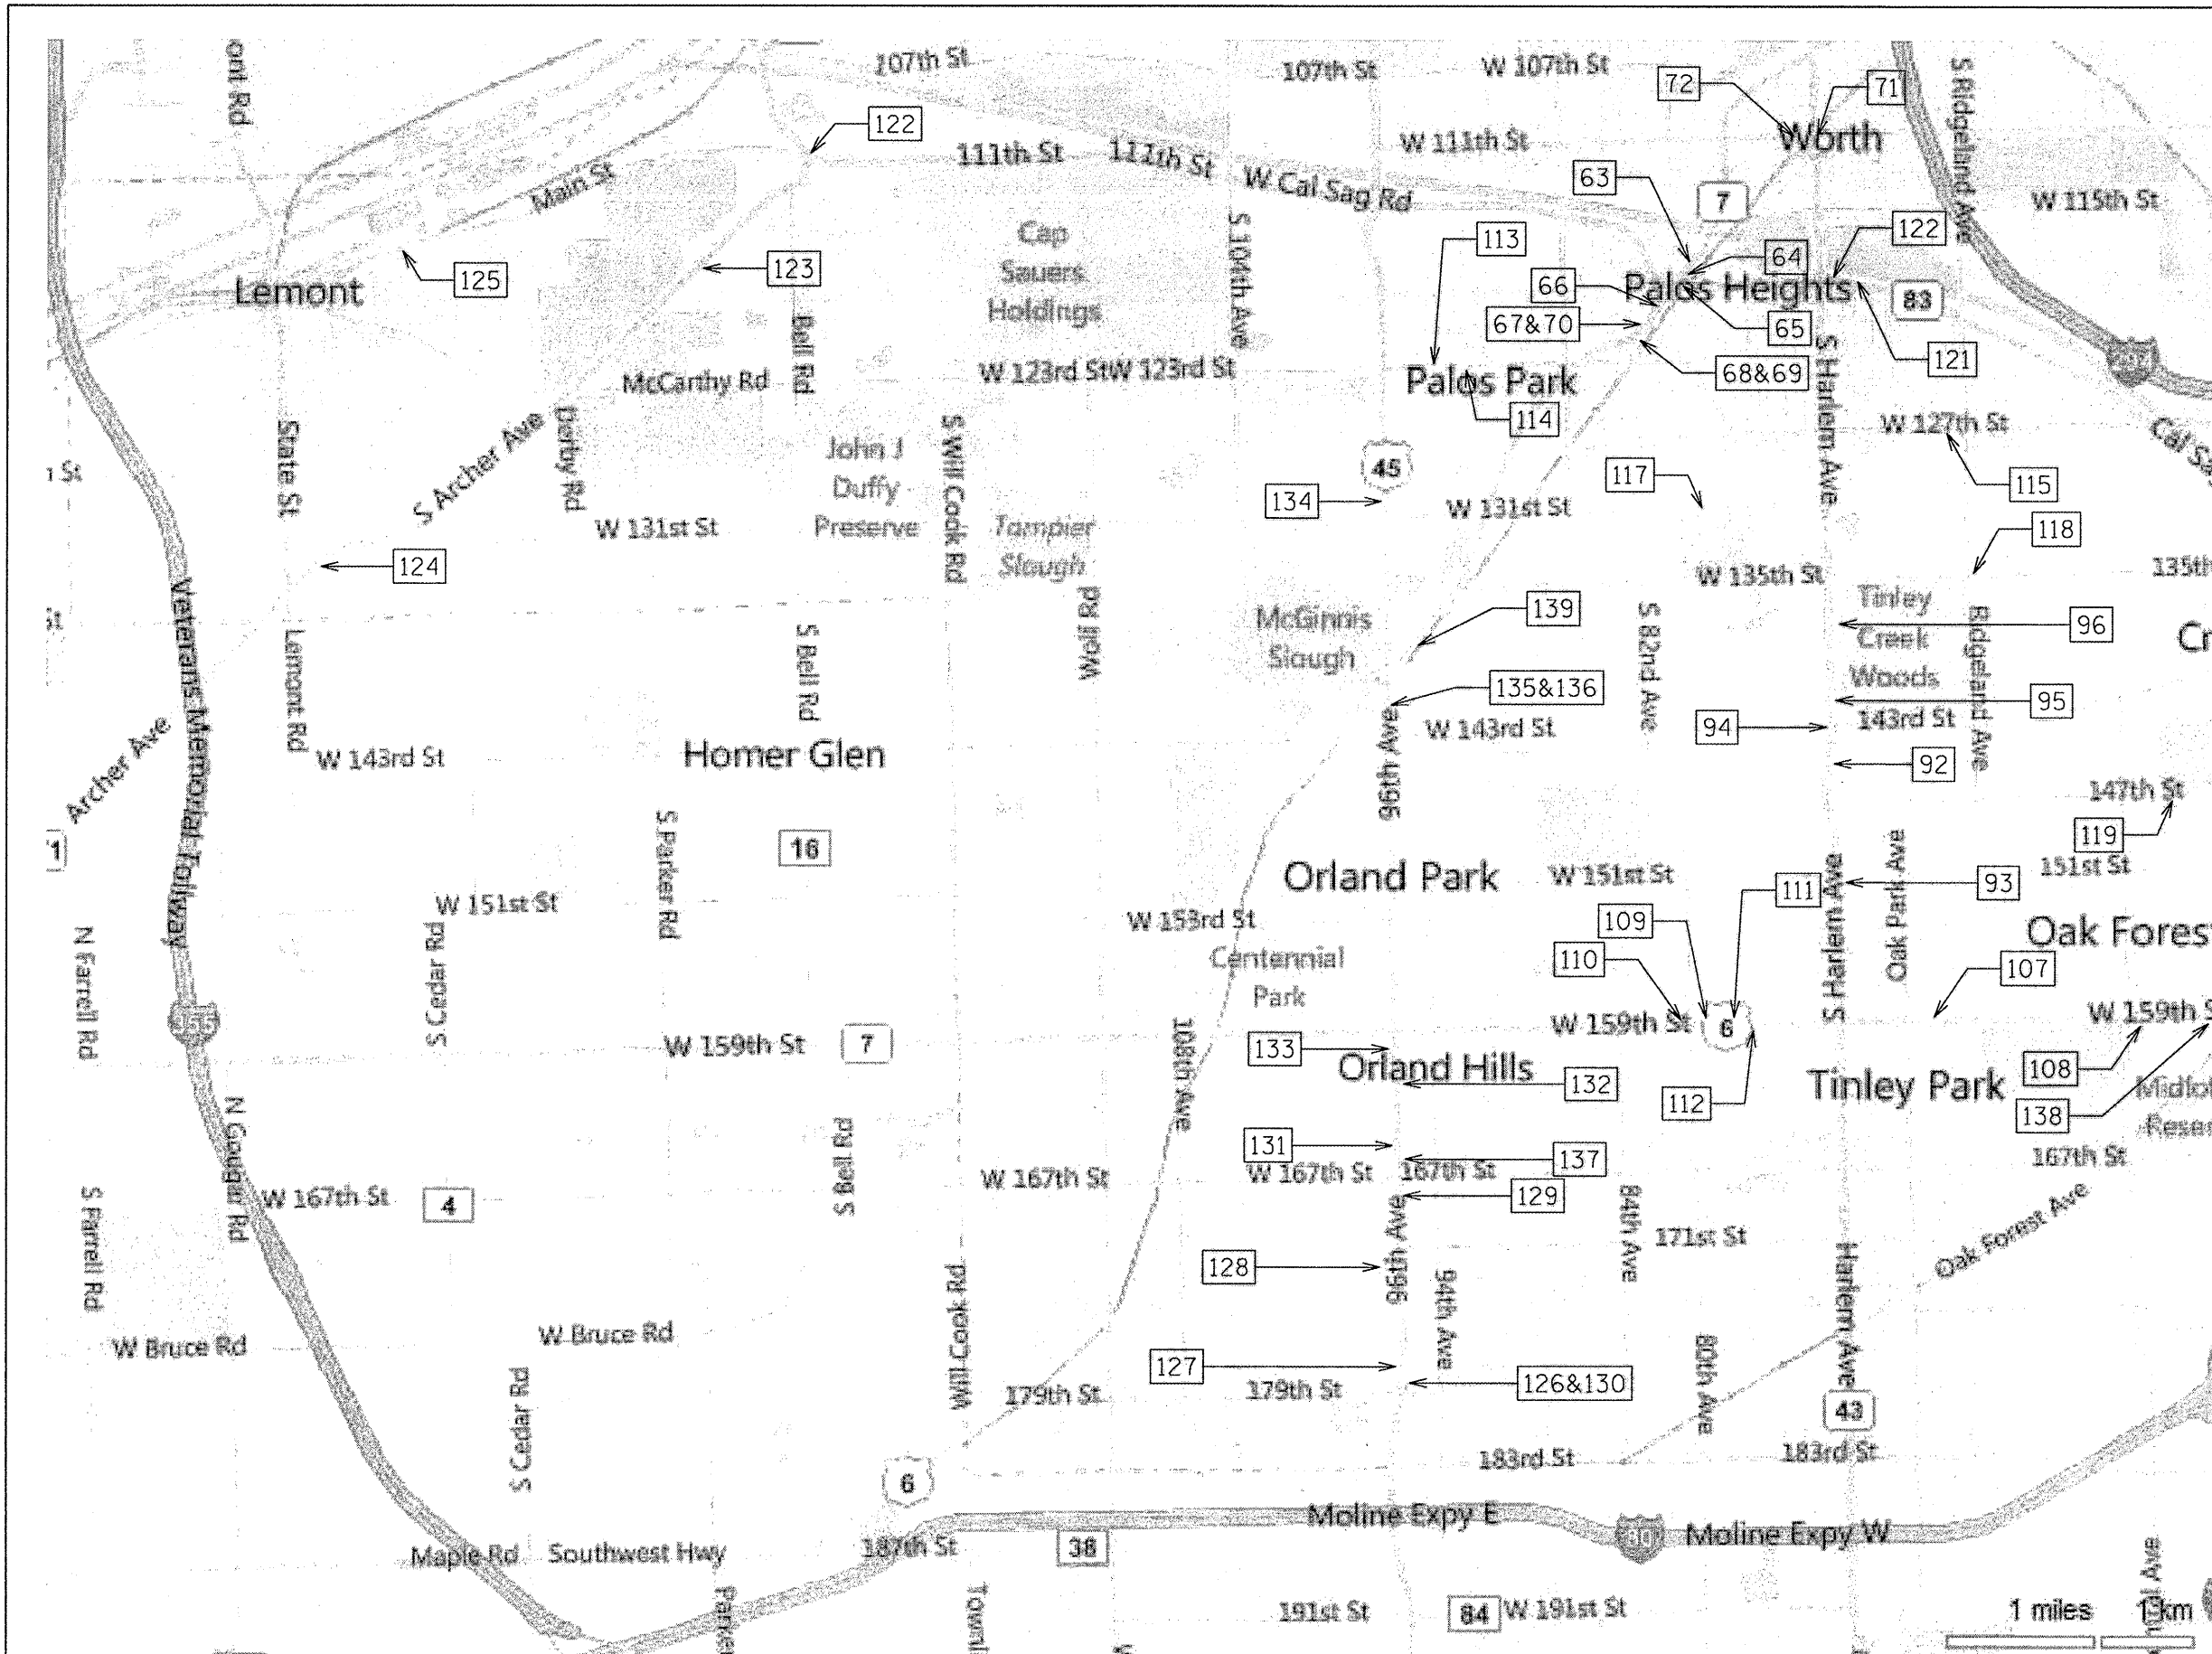 107th St
107th St
W 107th St
72
71
S Ridgeland Ave
122
Worth
111th St
111th St
W 111th St
Main St
W Cal Sag Rd
63
7
W 115th St
S 104th Ave
Cap
Sauers
Holdings
113
122
64
123
125
Lemont
66
Palos Heights
83
67&70
65
Bell Rd
S Harlem Ave
121
McCarthy Rd
W 123rd St
W 123rd St
Palos Park
68&69
114
W 127th St
State St
S Archer Ave
Derby Rd
John J
Duffy
Preserve
S Will Cook Rd
45
117
115
134
W 131st St
W 131st St
Tampier
Slough
118
124
W 135th St
Veterans Memorial Tollway
Lemont Rd
S Bell Rd
Wolf Rd
McGinnis
Slough
139
S 82nd Ave
Tinley
Creek
Woods
Ridgeland Ave
96
135&136
95
94
143rd St
Archer Ave
W 143rd St
Homer Glen
96th Ave
W 143rd St
92
147th St
119
1
S Parker Rd
16
Orland Park
W 151st St
111
S Harlem Ave
Oak Park Ave
93
151st St
W 151st St
W 153rd St
109
N Farrell Rd
S Cedar Rd
Centennial
Park
110
107
W 159th St
6
W 159th S
W 159th St
7
108th Ave
133
Orland Hills
132
112
Tinley Park
108
138
N Gougar Rd
S Bell Rd
131
137
W 167th St
W 167th St
167th St
167th St
S Farrell Rd
W 167th St
4
129
96th Ave
84th Ave
171st St
Oak Forest Ave
128
94th Ave
Harlem Ave
Will Cook Rd
W Bruce Rd
W Bruce Rd
127
80th Ave
S Cedar Rd
179th St
179th St
126&130
43
183rd St
183rd St
6
Moline Expy E
80
Moline Expy W
Maple Rd
Southwest Hwy
187th St
38
191st St
84
W 191st St
1 miles
1 km